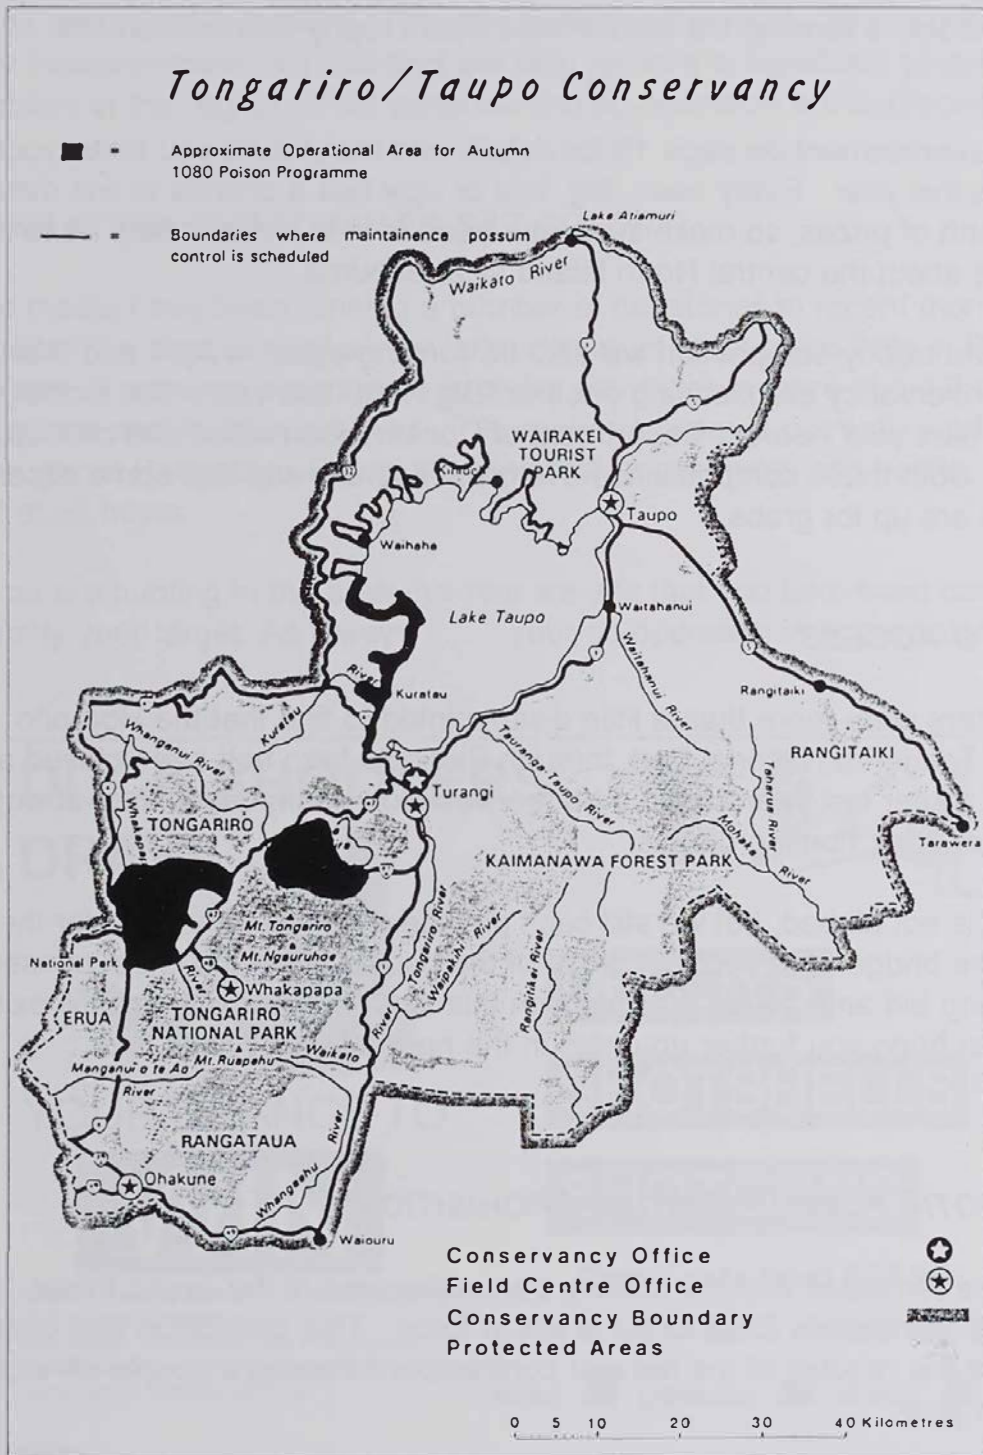 Tongariro/Taupo Conservancy
Approximate Operational Area for Autumn
1080 Poison Programme
Boundaries where maintainence possum
control is scheduled
Lake Atiamuri
Waikato River
WAIRAKEI
TOURIST
PARK
Taupo
Waihaha
Lake Taupo
Waitahanui
Waitahanui River
River
Kuratau
Kuratau
Rangitaiki
RANGITAIKI
Whanganui River
Tauranga-Taupo River
Taharua River
Turangi
TONGARIRO
Mohaka
River
Tarawera
KAIMANAWA FOREST PARK
Mt. Tongariro
Mt. Ngauruhoe
Tongariro River
Waipakihi River
Rangitikei River
National Park
River
Whakapapa
ERUA
TONGARIRO
NATIONAL PARK
River
Mt. Ruapehu
Waikato
Manganui o te Ao
River
River
RANGATAUA
Whangaehu
Ohakune
Waiouru
Conservancy Office
Field Centre Office
Conservancy Boundary
Protected Areas
0 5 10 20 30 40 Kilometres